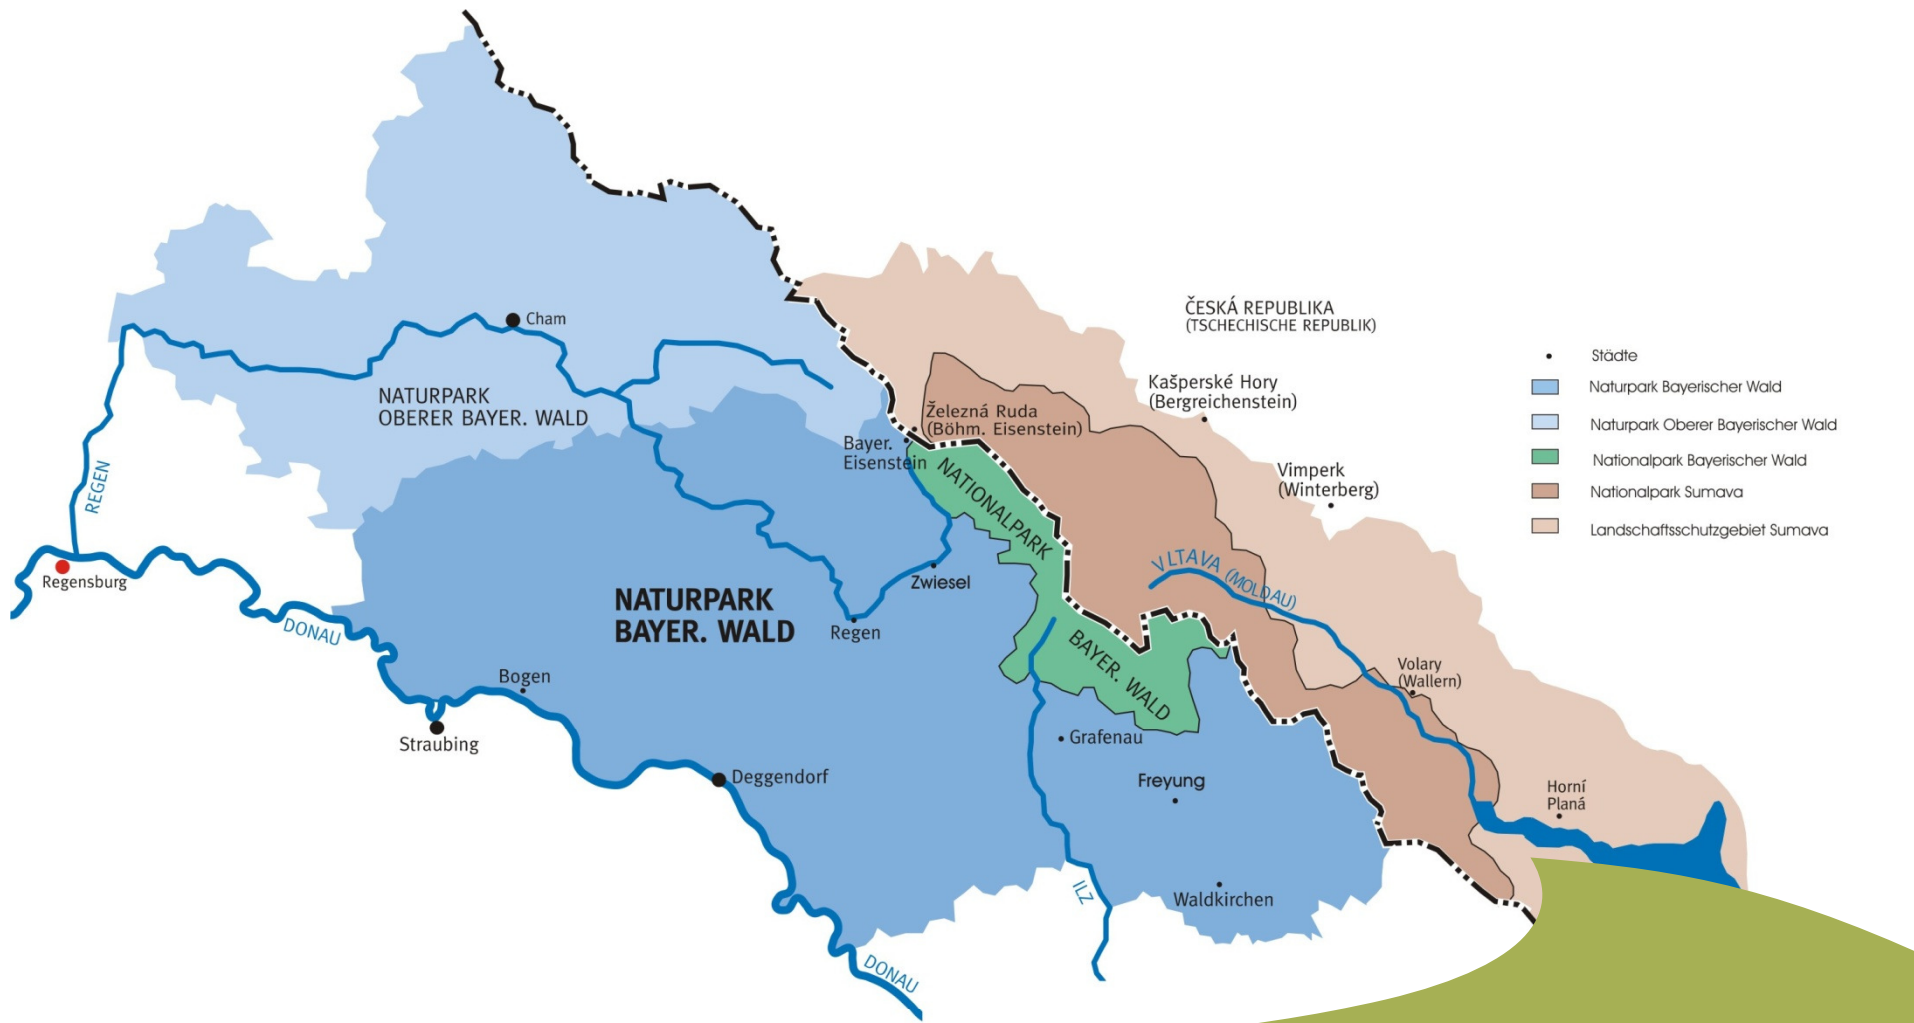 Cham
NATURPARK
OBERER BAYER. WALD
REGEN
Regensburg
DONAU
Straubing
Bogen
Deggendorf
NATURPARK
BAYER. WALD
Regen
Zwiesel
Bayer.
Eisenstein
Železná Ruda
(Böhm. Eisenstein)
NATIONALPARK
BAYER. WALD
Grafenau
Freyung
Waldkirchen
ILZ
DONAU
ČESKÁ REPUBLIKA
(TSCHECHISCHE REPUBLIK)
Kašperské Hory
(Bergreichenstein)
Vimperk
(Winterberg)
VLTAVA (MOLDAU)
Volary
(Wallern)
Horní
Planá
Städte
Naturpark Bayerischer Wald
Naturpark Oberer Bayerischer Wald
Nationalpark Bayerischer Wald
Nationalpark Sumava
Landschaftsschutzgebiet Sumava